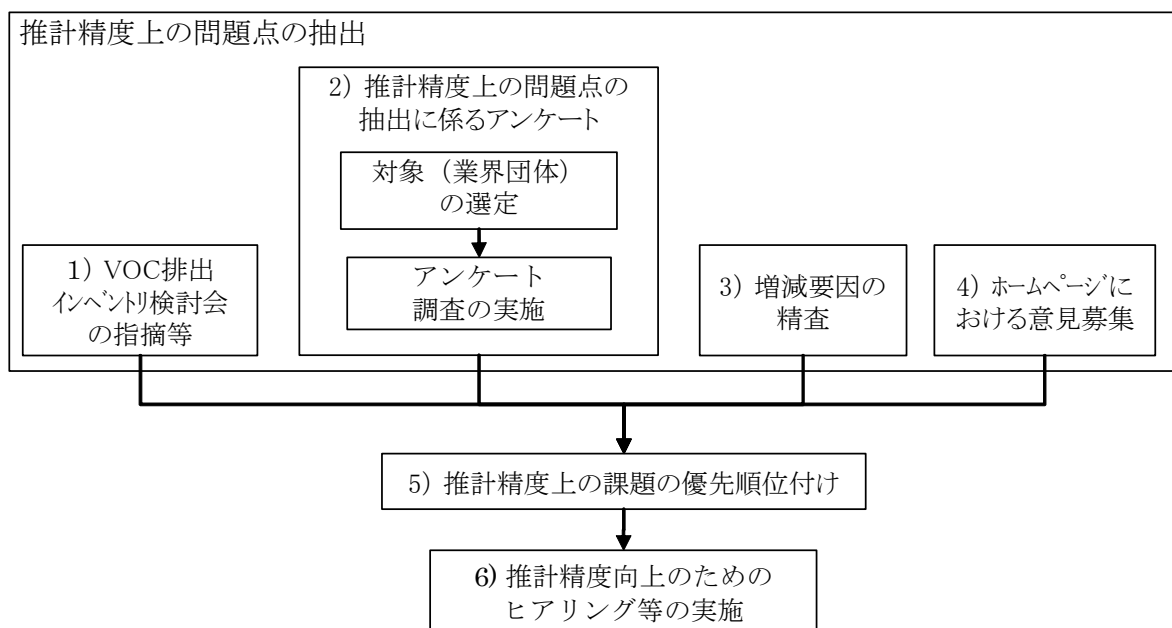 推計精度上の問題点の抽出
2) 推計精度上の問題点の
抽出に係るアンケート
対象(業界団体)
の選定
アンケート
調査の実施
1) VOC排出
インベントリ検討会
の指摘等
3) 増減要因の
精査
4) ホームページに
おける意見募集
5) 推計精度上の課題の優先順位付け
6) 推計精度向上のための
ヒアリング等の実施